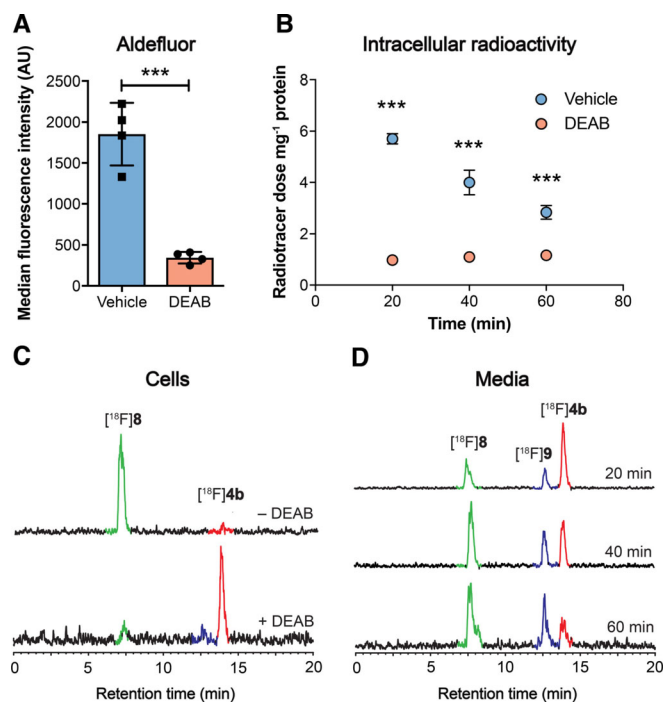 A
Aldefluor
Median fluorescence intensity (AU)
2500
2000
1500
1000
500
0
***
Vehicle
DEAB
B
Intracellular radioactivity
Radiotracer dose mg⁻¹ protein
8
6
4
2
0
***
***
***
Vehicle
DEAB
0
20
40
60
80
Time (min)
C
Cells
[¹⁸F]8
[¹⁸F]4b
– DEAB
+ DEAB
0
5
10
15
20
Retention time (min)
D
Media
[¹⁸F]8
[¹⁸F]9
[¹⁸F]4b
20 min
40 min
60 min
0
5
10
15
20
Retention time (min)